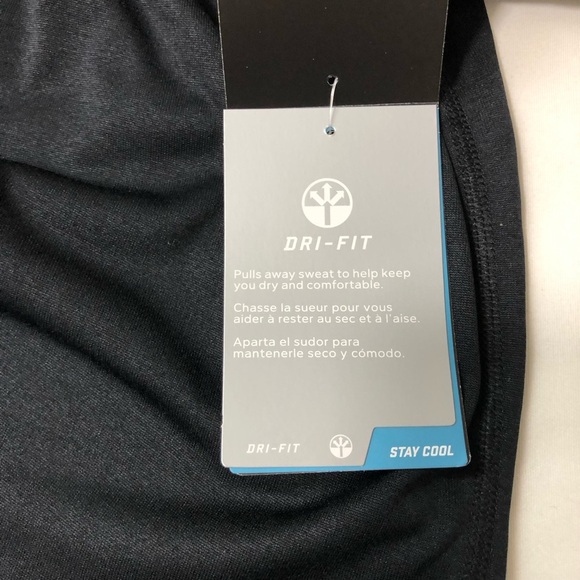 DRI-FIT
Pulls away sweat to help keep
you dry and comfortable.
Chasse la sueur pour vous
aider à rester au sec et à l'aise.
Aparta el sudor para
mantenerle seco y cómodo.
DRI-FIT
STAY COOL